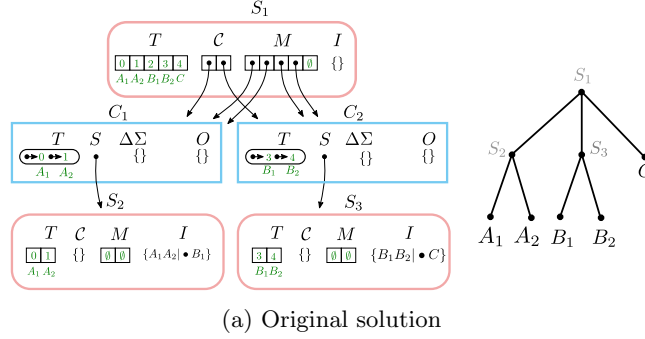 S₁
T 𝒞 M I
0 1 2 3 4 ∅ {}
A₁ A₂ B₁ B₂ C
C₁
T S ΔΣ O
0 1 {} {}
A₁ A₂
C₂
T S ΔΣ O
3 4 {} {}
B₁ B₂
S₂
T 𝒞 M I
0 1 {} ∅ ∅ {A₁A₂| • B₁}
A₁ A₂
S₃
T 𝒞 M I
3 4 {} ∅ ∅ {B₁B₂| • C}
B₁B₂
S₁
S₂ S₃
C
A₁ A₂ B₁ B₂
(a) Original solution